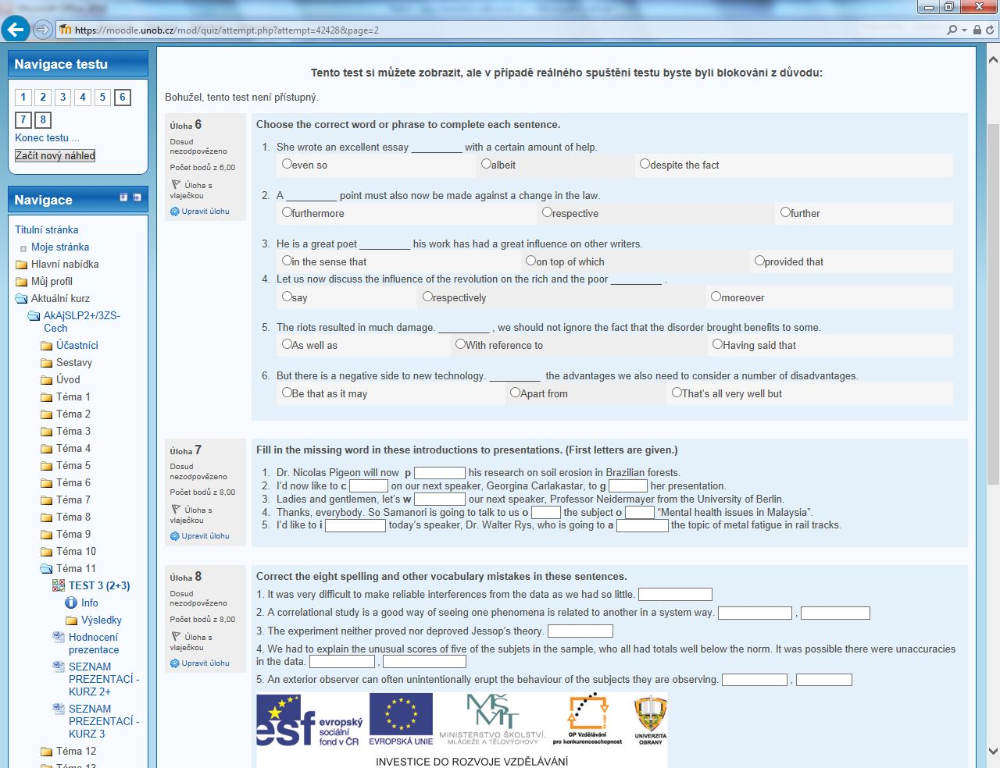 https://moodle.unob.cz/mod/quiz/attempt.php?attempt=42428&page=2
Navigace testu
1 2 3 4 5 6
7 8
Konec testu ...
Začít nový náhled
Navigace
Titulní stránka
Moje stránka
Hlavní nabídka
Můj profil
Aktuální kurz
AkAjSLP2+/3ZS-
Cech
Účastníci
Sestavy
Úvod
Téma 1
Téma 2
Téma 3
Téma 4
Téma 5
Téma 6
Téma 7
Téma 8
Téma 9
Téma 10
Téma 11
TEST 3 (2+3)
Info
Výsledky
Hodnocení
prezentace
SEZNAM
PREZENTACÍ -
KURZ 2+
SEZNAM
PREZENTACÍ -
KURZ 3
Téma 12
Téma 13
Tento test si můžete zobrazit, ale v případě reálného spuštění testu byste byli blokováni z důvodu:
Bohužel, tento test není přístupný.
Úloha 6
Dosud
nezodpovězeno
Počet bodů z 6,00
Úloha s
vlaječkou
Upravit úlohu
Choose the correct word or phrase to complete each sentence.
1. She wrote an excellent essay _________ with a certain amount of help.
even so albeit despite the fact
2. A _________ point must also now be made against a change in the law.
furthermore respective further
3. He is a great poet _________ his work has had a great influence on other writers.
in the sense that on top of which provided that
4. Let us now discuss the influence of the revolution on the rich and the poor _________ .
say respectively moreover
5. The riots resulted in much damage. _________ , we should not ignore the fact that the disorder brought benefits to some.
As well as With reference to Having said that
6. But there is a negative side to new technology. _________ the advantages we also need to consider a number of disadvantages.
Be that as it may Apart from That's all very well but
Úloha 7
Dosud
nezodpovězeno
Počet bodů z 8,00
Úloha s
vlaječkou
Upravit úlohu
Fill in the missing word in these introductions to presentations. (First letters are given.)
1. Dr. Nicolas Pigeon will now p his research on soil erosion in Brazilian forests.
2. I'd now like to c on our next speaker, Georgina Carlakastar, to g her presentation.
3. Ladies and gentlemen, let's w our next speaker, Professor Neidermayer from the University of Berlin.
4. Thanks, everybody. So Samanori is going to talk to us o the subject o “Mental health issues in Malaysia”.
5. I'd like to i today's speaker, Dr. Walter Rys, who is going to a the topic of metal fatigue in rail tracks.
Úloha 8
Dosud
nezodpovězeno
Počet bodů z 8,00
Úloha s
vlaječkou
Upravit úlohu
Correct the eight spelling and other vocabulary mistakes in these sentences.
1. It was very difficult to make reliable interferences from the data as we had so little.
2. A correlational study is a good way of seeing one phenomena is related to another in a system way. ,
3. The experiment neither proved nor deproved Jessop's theory.
4. We had to explain the unusual scores of five of the subjets in the sample, who all had totals well below the norm. It was possible there were unaccuracies
in the data. ,
5. An exterior observer can often unintentionally erupt the behaviour of the subjects they are observing. ,
esf evropský
sociální
fond v ČR
EVROPSKÁ UNIE
MINISTERSTVO ŠKOLSTVÍ,
MLÁDEŽE A TĚLOVÝCHOVY
OP Vzdělávání
pro konkurenceschopnost
UNIVERZITA
OBRANY
INVESTICE DO ROZVOJE VZDĚLÁVÁNÍ